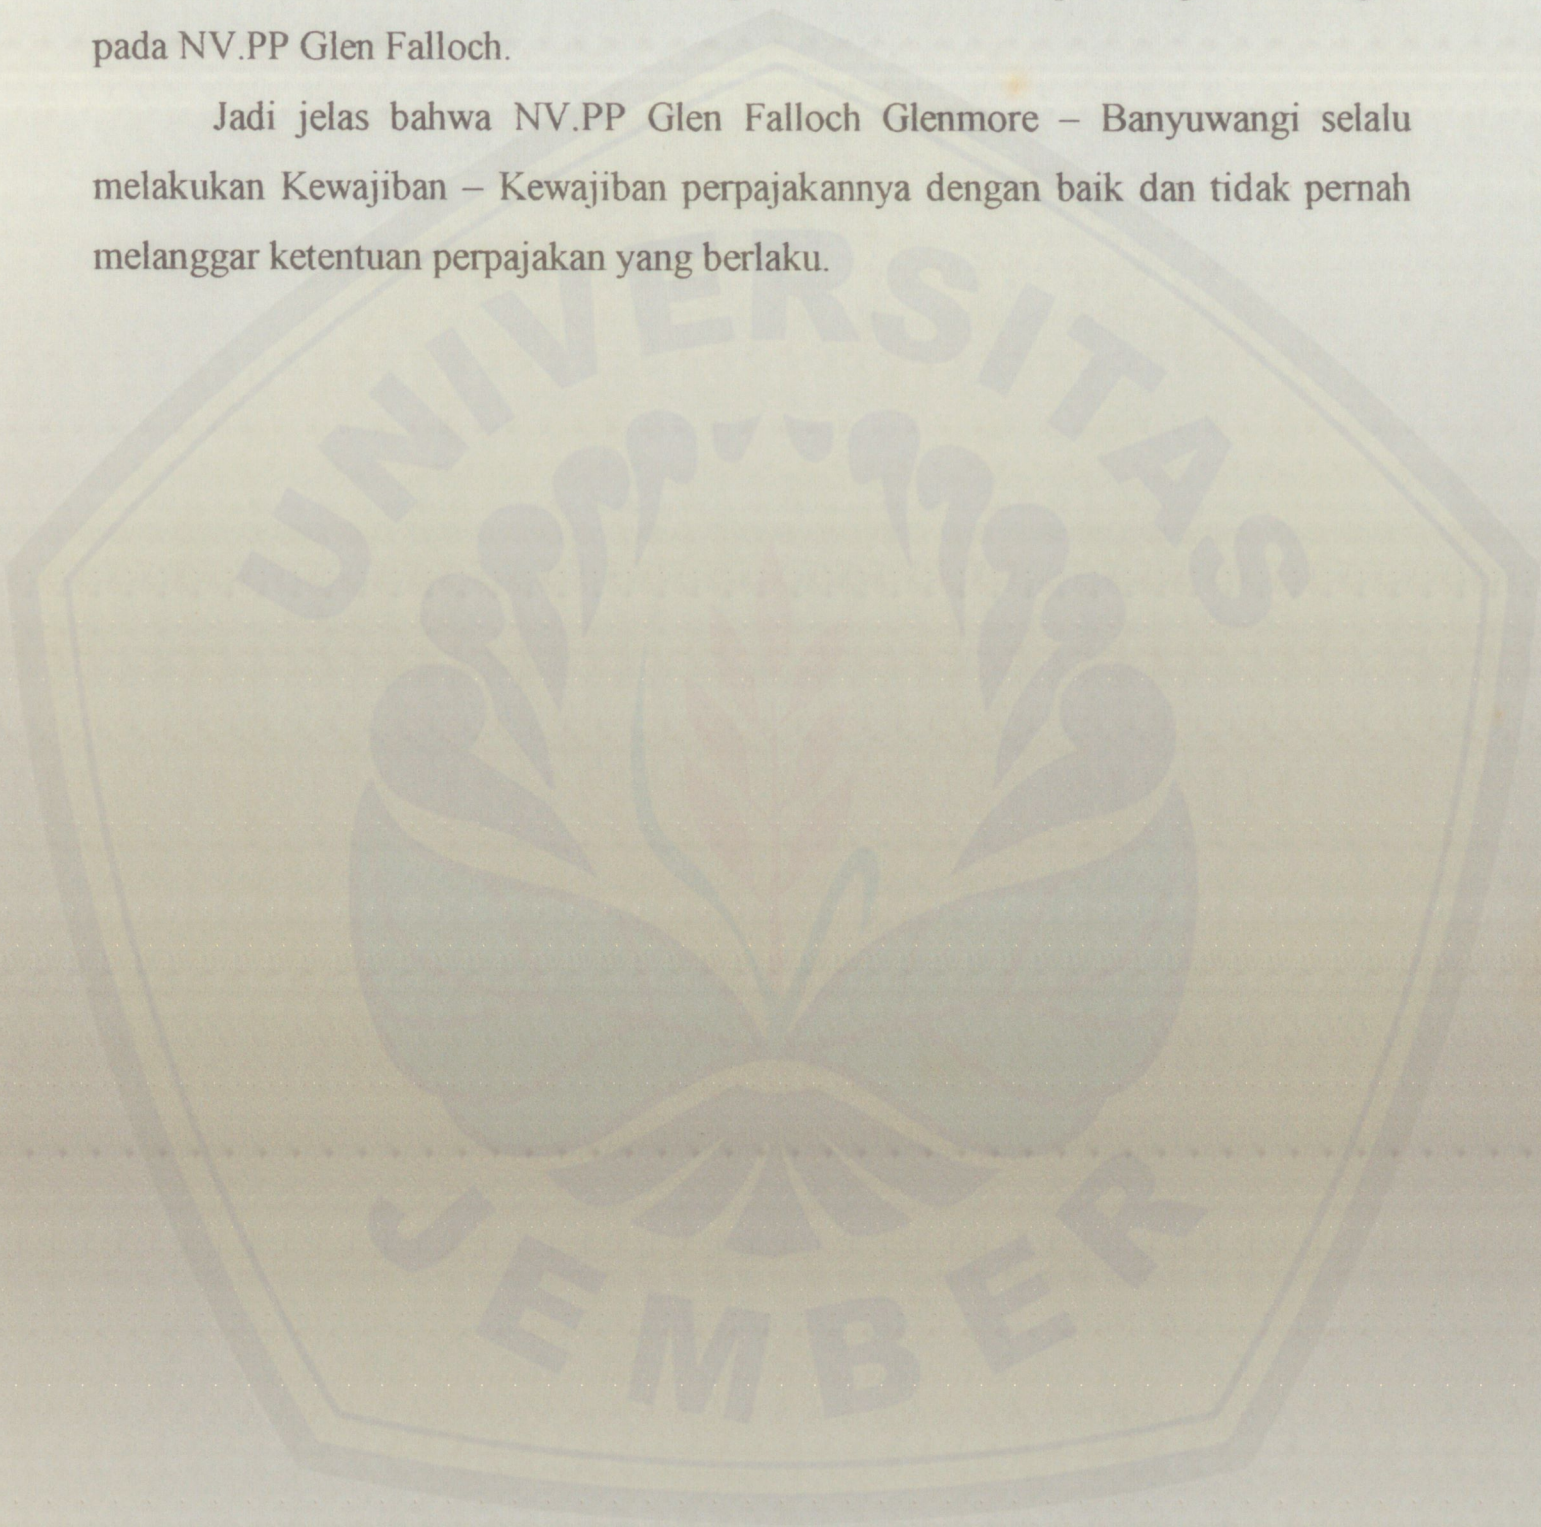 pada NV.PP Glen Falloch.
Jadi jelas bahwa NV.PP Glen Falloch Glenmore – Banyuwangi selalu
melakukan Kewajiban – Kewajiban perpajakannya dengan baik dan tidak pernah
melanggar ketentuan perpajakan yang berlaku.
UNIVERSITAS
JEMBER